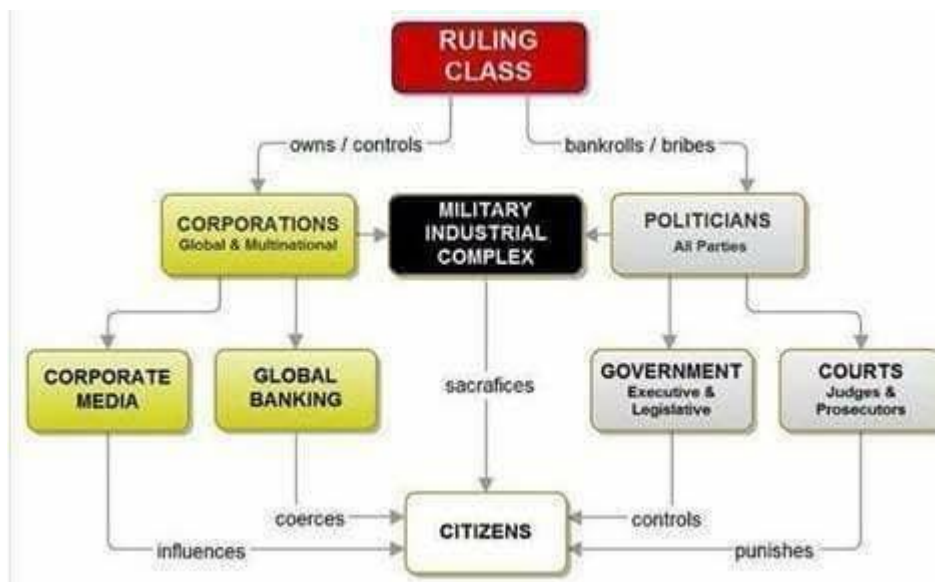 RULING
CLASS
owns / controls
bankrolls / bribes
CORPORATIONS
Global & Multinational
MILITARY
INDUSTRIAL
COMPLEX
POLITICIANS
All Parties
CORPORATE
MEDIA
GLOBAL
BANKING
sacrafices
GOVERNMENT
Executive &
Legislative
COURTS
Judges &
Prosecutors
coerces
CITIZENS
controls
influences
punishes